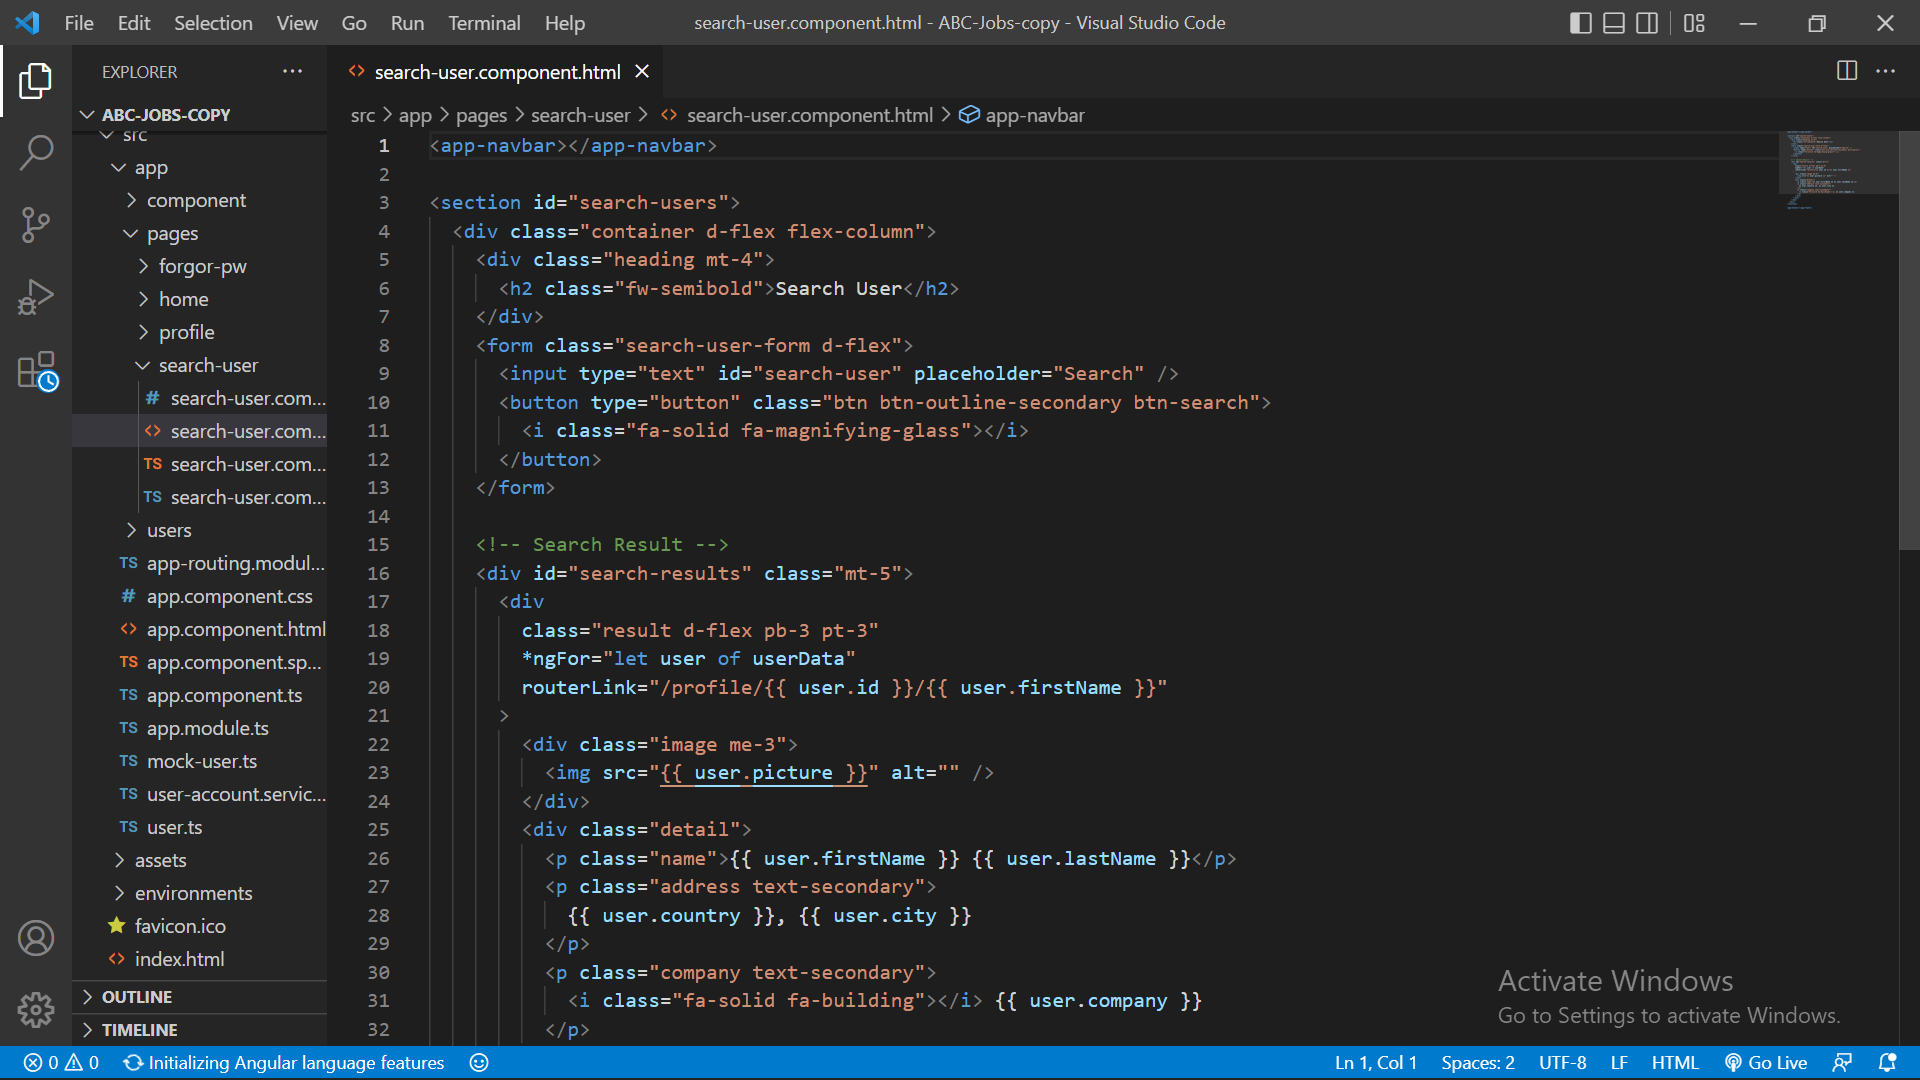 File Edit Selection View Go Run Terminal Help
search-user.component.html - ABC-Jobs-copy - Visual Studio Code
EXPLORER
ABC-JOBS-COPY
src
app
component
pages
forgor-pw
home
profile
search-user
# search-user.com...
<> search-user.com...
TS search-user.com...
TS search-user.com...
users
TS app-routing.modul...
# app.component.css
<> app.component.html
TS app.component.sp...
TS app.component.ts
TS app.module.ts
TS mock-user.ts
TS user-account.servic...
TS user.ts
assets
environments
favicon.ico
<> index.html
OUTLINE
TIMELINE
<> search-user.component.html
src > app > pages > search-user > <> search-user.component.html > app-navbar
1 <app-navbar></app-navbar>
2
3 <section id="search-users">
4 <div class="container d-flex flex-column">
5 <div class="heading mt-4">
6 <h2 class="fw-semibold">Search User</h2>
7 </div>
8 <form class="search-user-form d-flex">
9 <input type="text" id="search-user" placeholder="Search" />
10 <button type="button" class="btn btn-outline-secondary btn-search">
11 <i class="fa-solid fa-magnifying-glass"></i>
12 </button>
13 </form>
14
15 <!-- Search Result -->
16 <div id="search-results" class="mt-5">
17 <div
18 class="result d-flex pb-3 pt-3"
19 *ngFor="let user of userData"
20 routerLink="/profile/{{ user.id }}/{{ user.firstName }}"
21 >
22 <div class="image me-3">
23 <img src="{{ user.picture }}" alt="" />
24 </div>
25 <div class="detail">
26 <p class="name">{{ user.firstName }} {{ user.lastName }}</p>
27 <p class="address text-secondary">
28 {{ user.country }}, {{ user.city }}
29 </p>
30 <p class="company text-secondary">
31 <i class="fa-solid fa-building"></i> {{ user.company }}
32 </p>
Activate Windows
Go to Settings to activate Windows.
0 0 Initializing Angular language features
Ln 1, Col 1 Spaces: 2 UTF-8 LF HTML Go Live